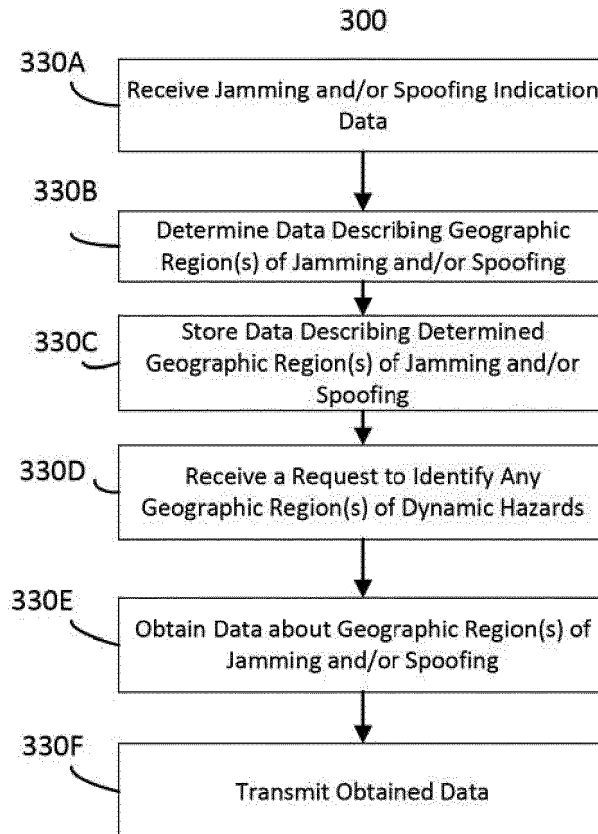 300
330A
Receive Jamming and/or Spoofing Indication
Data
330B
Determine Data Describing Geographic
Region(s) of Jamming and/or Spoofing
330C
Store Data Describing Determined
Geographic Region(s) of Jamming and/or
Spoofing
330D
Receive a Request to Identify Any
Geographic Region(s) of Dynamic Hazards
330E
Obtain Data about Geographic Region(s) of
Jamming and/or Spoofing
330F
Transmit Obtained Data